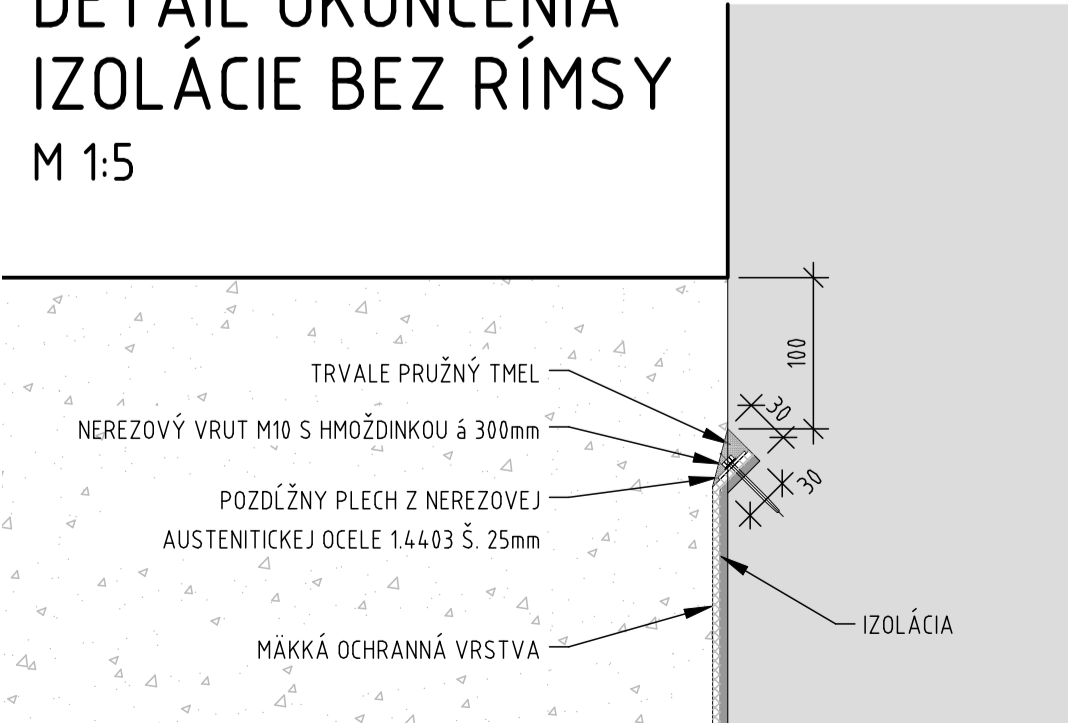 DETAIL UKONČENIA
IZOLÁCIE BEZ RÍMSY
M 1:5
100
TRVALE PRUŽNÝ TMEL
30
NEREZOVÝ VRUT M10 S HMOŽDINKOU á 300mm
30
POZDĹŽNY PLECH Z NEREZOVEJ
AUSTENITICKEJ OCELE 1.4403 Š. 25mm
IZOLÁCIA
MÄKKÁ OCHRANNÁ VRSTVA